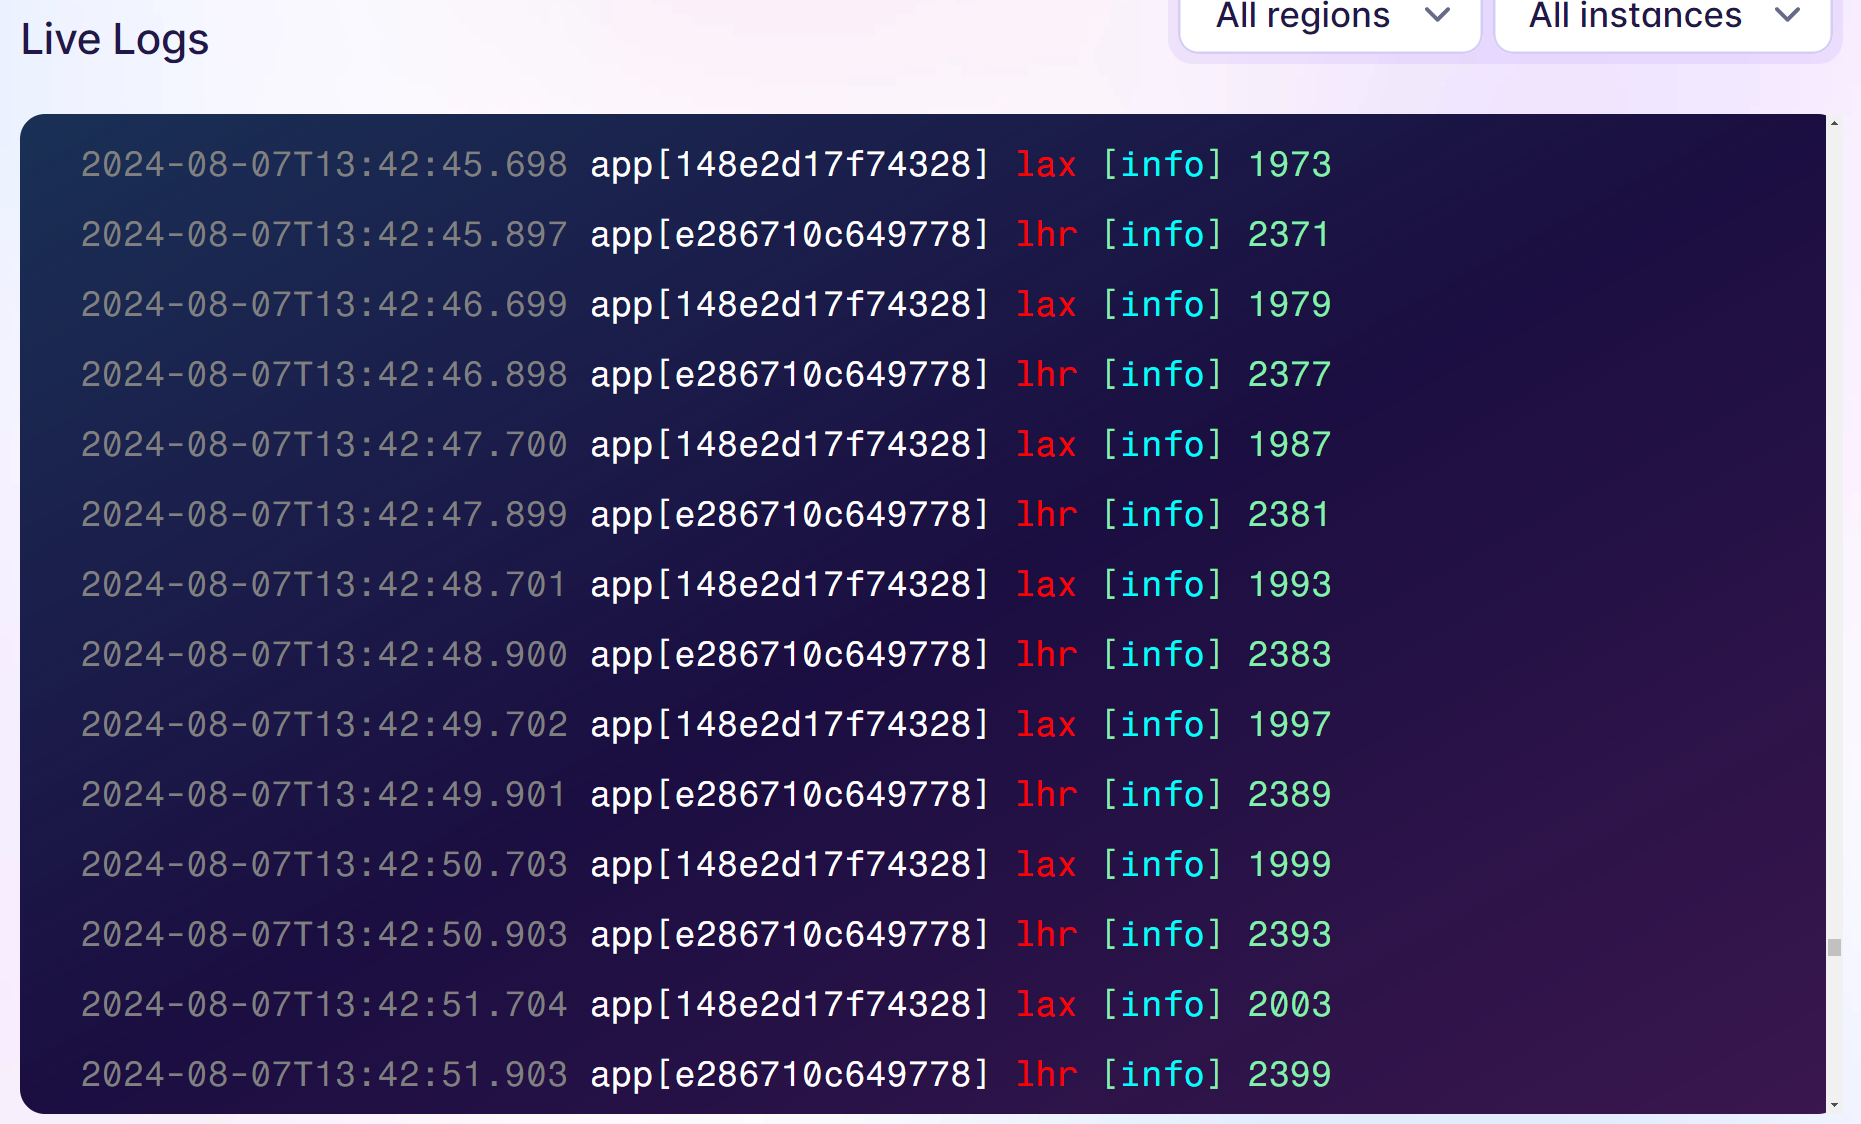 All regions All instances
Live Logs
2024-08-07T13:42:45.698 app[148e2d17f74328] lax [info] 1973
2024-08-07T13:42:45.897 app[e286710c649778] lhr [info] 2371
2024-08-07T13:42:46.699 app[148e2d17f74328] lax [info] 1979
2024-08-07T13:42:46.898 app[e286710c649778] lhr [info] 2377
2024-08-07T13:42:47.700 app[148e2d17f74328] lax [info] 1987
2024-08-07T13:42:47.899 app[e286710c649778] lhr [info] 2381
2024-08-07T13:42:48.701 app[148e2d17f74328] lax [info] 1993
2024-08-07T13:42:48.900 app[e286710c649778] lhr [info] 2383
2024-08-07T13:42:49.702 app[148e2d17f74328] lax [info] 1997
2024-08-07T13:42:49.901 app[e286710c649778] lhr [info] 2389
2024-08-07T13:42:50.703 app[148e2d17f74328] lax [info] 1999
2024-08-07T13:42:50.903 app[e286710c649778] lhr [info] 2393
2024-08-07T13:42:51.704 app[148e2d17f74328] lax [info] 2003
2024-08-07T13:42:51.903 app[e286710c649778] lhr [info] 2399